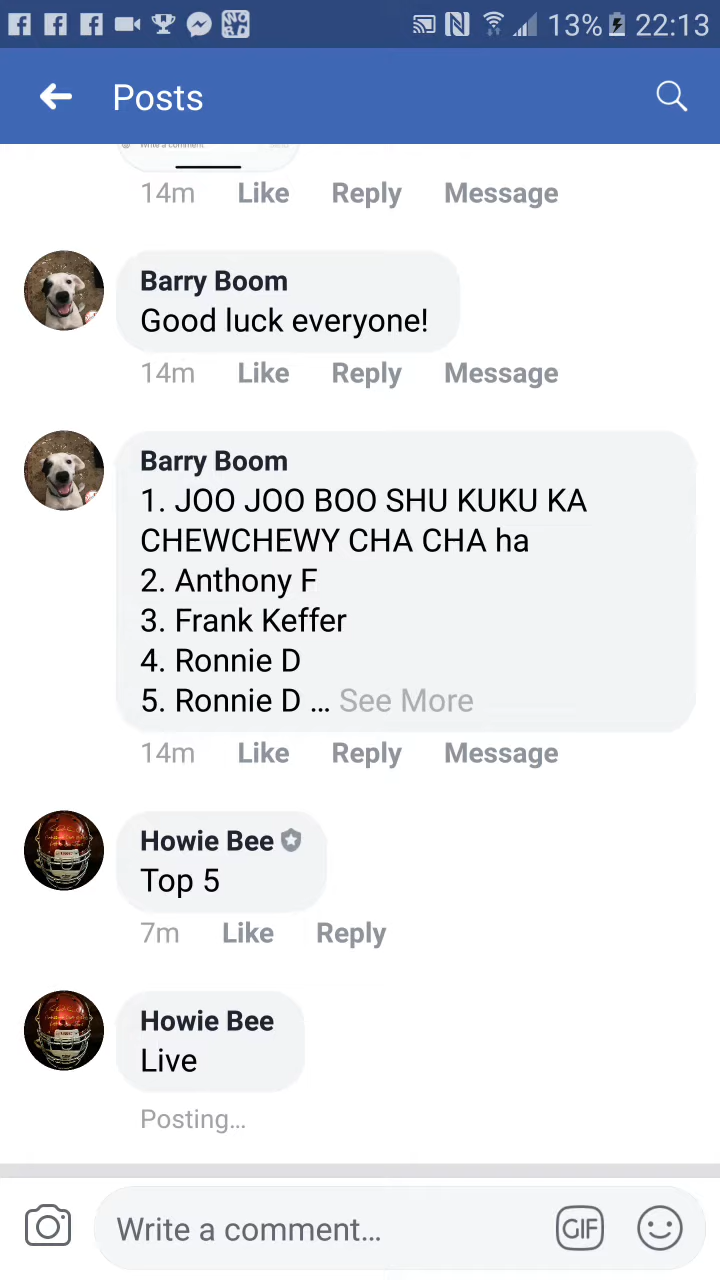 13% 22:13
Posts
Write a comment
14m Like Reply Message
Barry Boom
Good luck everyone!
14m Like Reply Message
Barry Boom
1. JOO JOO BOO SHU KUKU KA
CHEWCHEWY CHA CHA ha
2. Anthony F
3. Frank Keffer
4. Ronnie D
5. Ronnie D ... See More
14m Like Reply Message
Howie Bee
Top 5
7m Like Reply
Howie Bee
Live
Posting...
Write a comment...
GIF